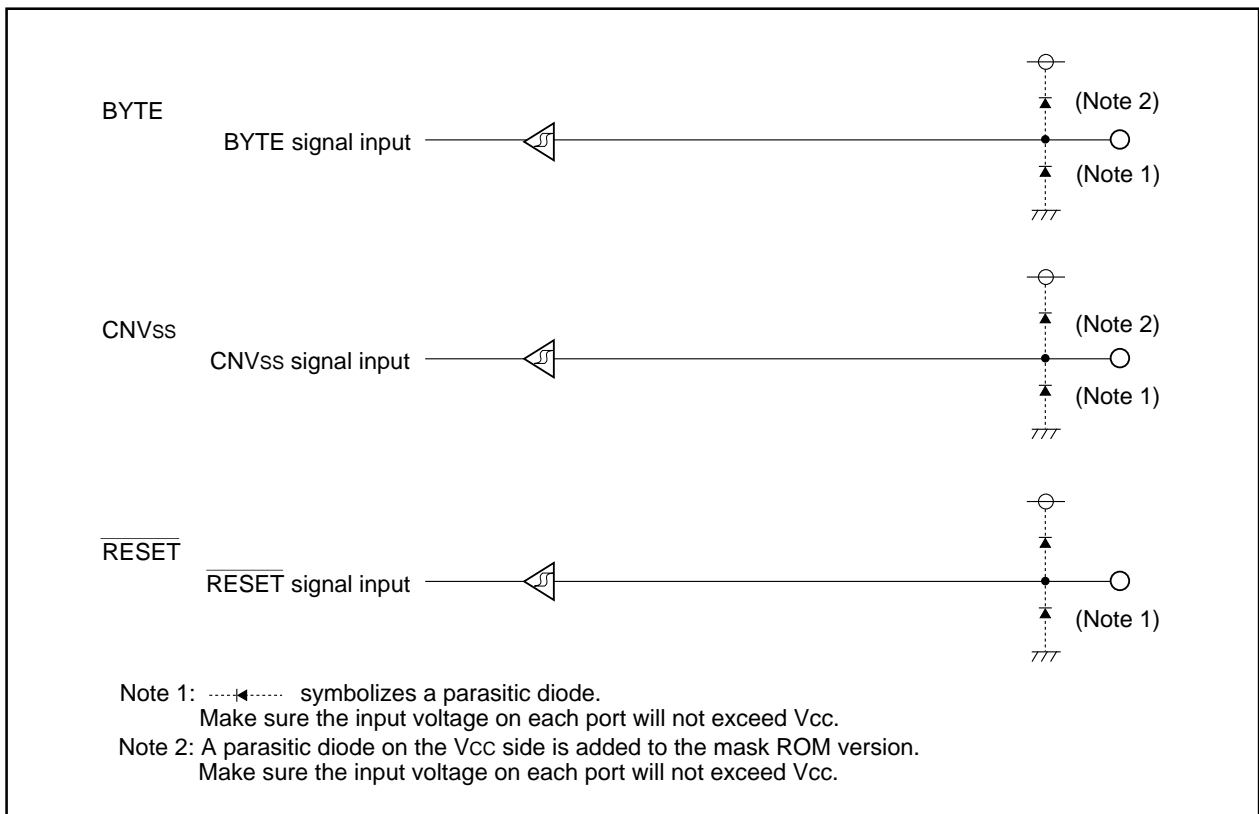 BYTE
BYTE signal input
(Note 2)
(Note 1)
CNVss
CNVss signal input
(Note 2)
(Note 1)
RESET
RESET signal input
(Note 1)
Note 1: symbolizes a parasitic diode.
Make sure the input voltage on each port will not exceed Vcc.
Note 2: A parasitic diode on the VCC side is added to the mask ROM version.
Make sure the input voltage on each port will not exceed Vcc.